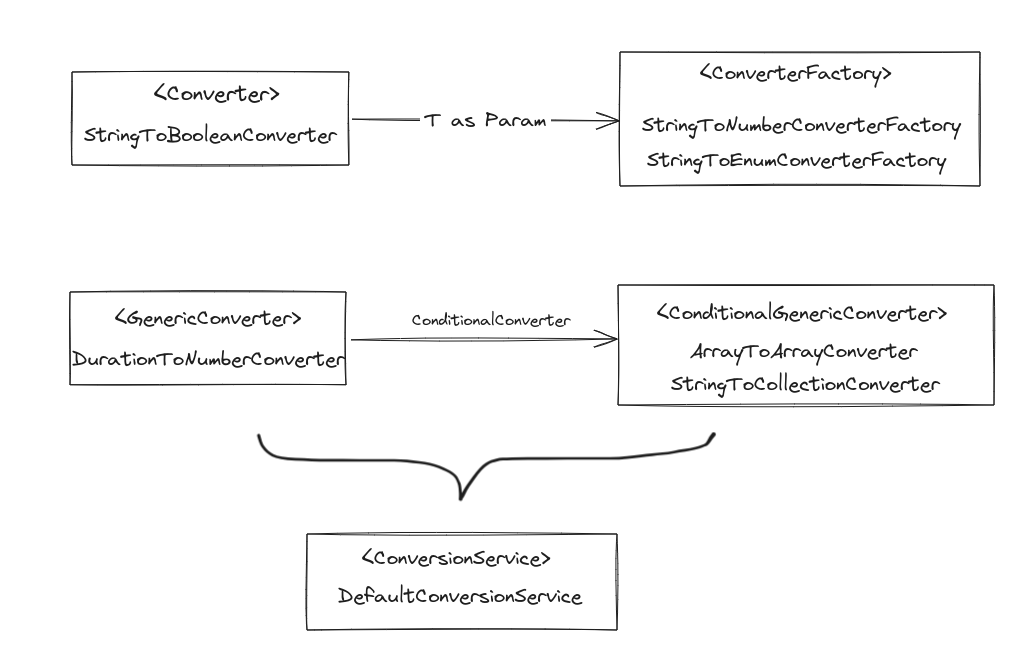 <Converter>
StringToBooleanConverter
T as Param
<ConverterFactory>
StringToNumberConverterFactory
StringToEnumConverterFactory
<GenericConverter>
DurationToNumberConverter
ConditionalConverter
<ConditionalGenericConverter>
ArrayToArrayConverter
StringToCollectionConverter
<ConversionService>
DefaultConversionService